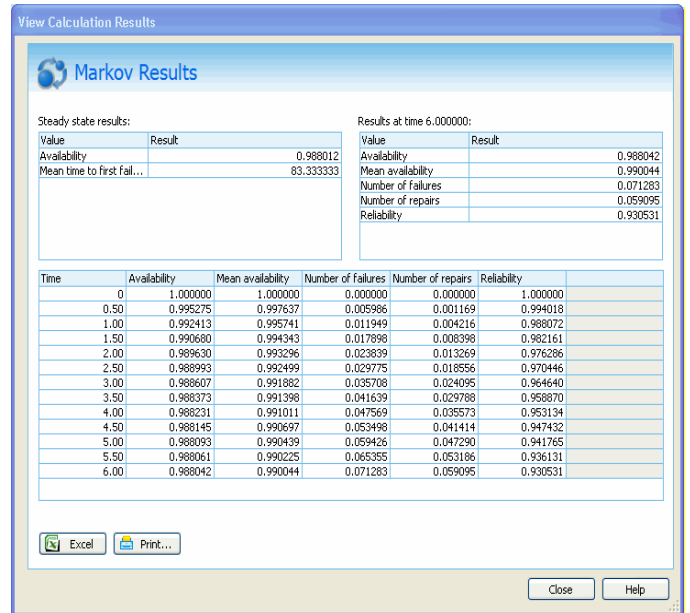 View Calculation Results
Markov Results
Steady state results:
Value Result
Availability 0.988012
Mean time to first fail... 83.333333
Results at time 6.000000:
Value Result
Availability 0.988042
Mean availability 0.990044
Number of failures 0.071283
Number of repairs 0.059095
Reliability 0.930531
Time Availability Mean availability Number of failures Number of repairs Reliability
0 1.000000 1.000000 0.000000 0.000000 1.000000
0.50 0.995275 0.997637 0.005986 0.001169 0.994018
1.00 0.992413 0.995741 0.011949 0.004216 0.988072
1.50 0.990680 0.994343 0.017898 0.008398 0.982161
2.00 0.989630 0.993296 0.023839 0.013269 0.976286
2.50 0.988993 0.992499 0.029775 0.018556 0.970446
3.00 0.988607 0.991882 0.035708 0.024095 0.964640
3.50 0.988373 0.991398 0.041639 0.029788 0.958870
4.00 0.988231 0.991011 0.047569 0.035573 0.953134
4.50 0.988145 0.990697 0.053498 0.041414 0.947432
5.00 0.988093 0.990439 0.059426 0.047290 0.941765
5.50 0.988061 0.990225 0.065355 0.053186 0.936131
6.00 0.988042 0.990044 0.071283 0.059095 0.930531
Excel Print...
Close Help